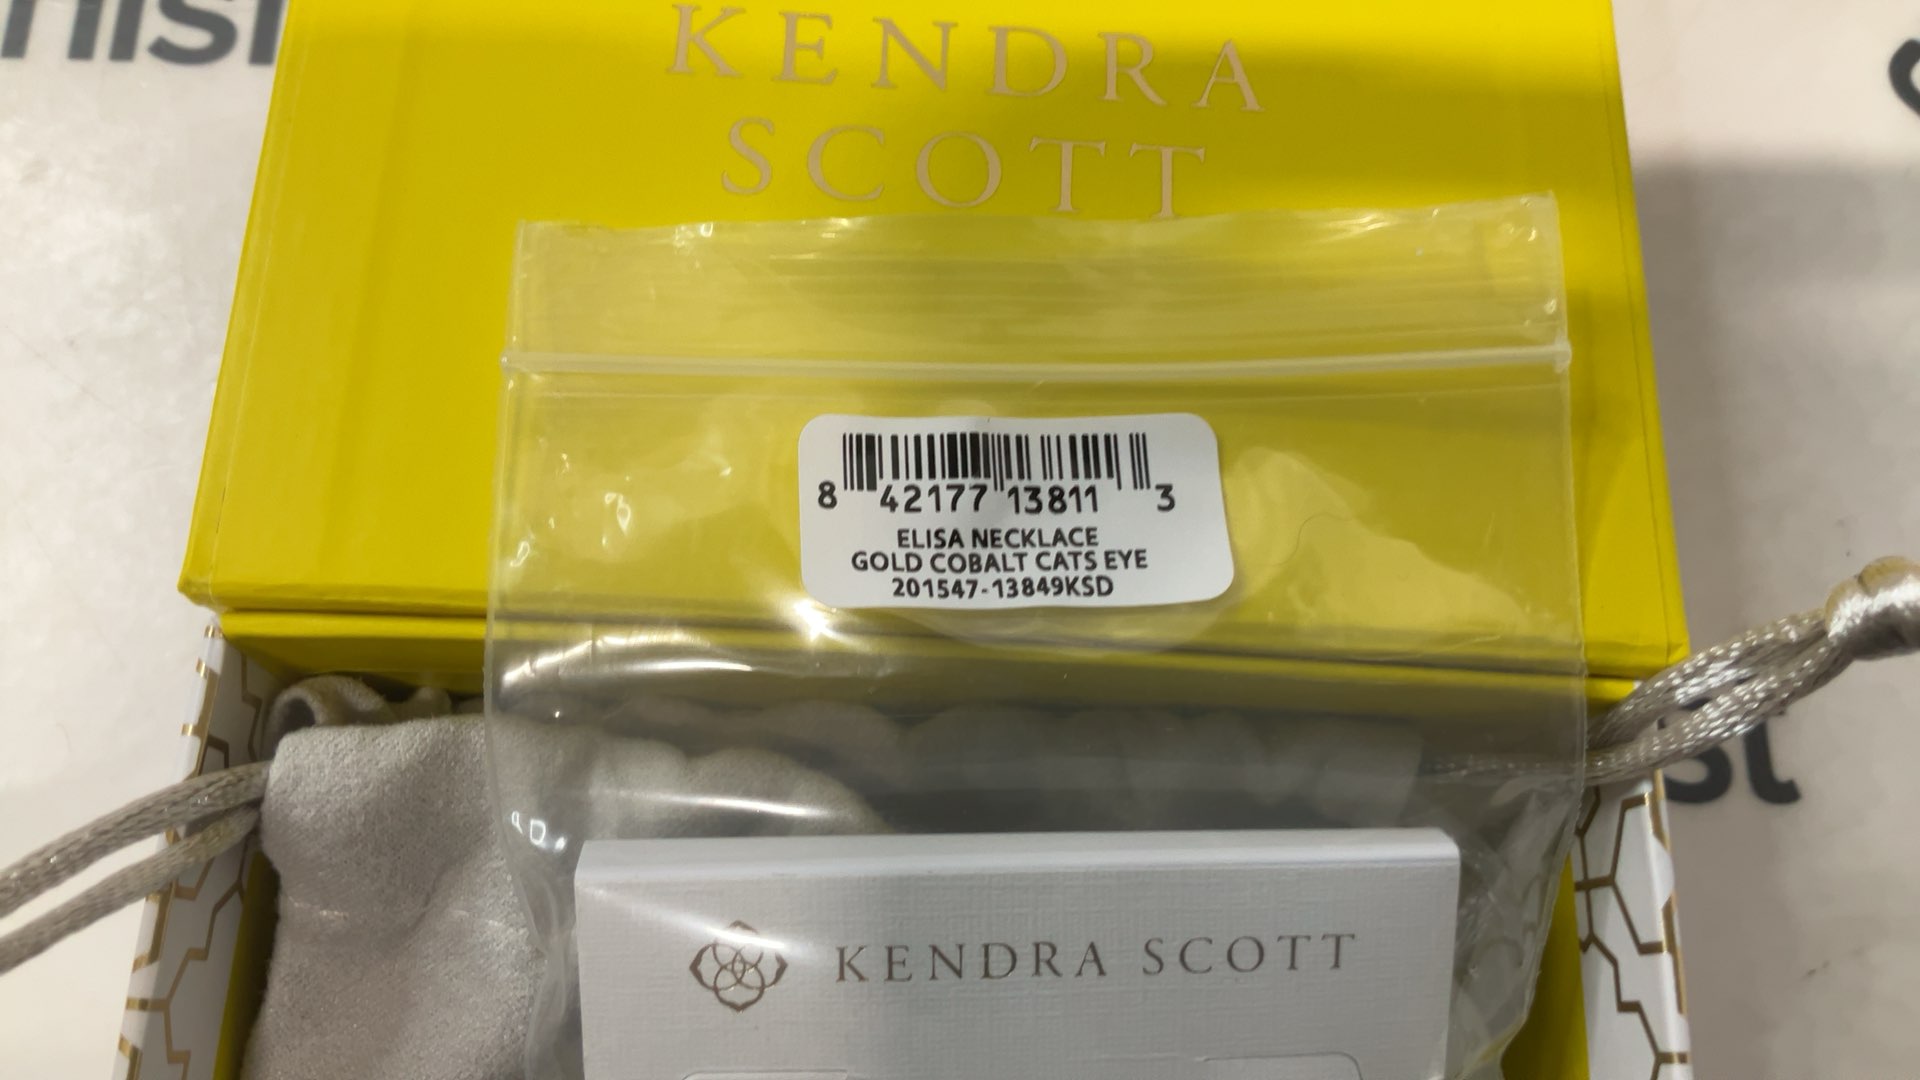 KENDRA
SCOTT
8 42177 13811 3
ELISA NECKLACE
GOLD COBALT CATS EYE
201547-13849KSD
KENDRA SCOTT